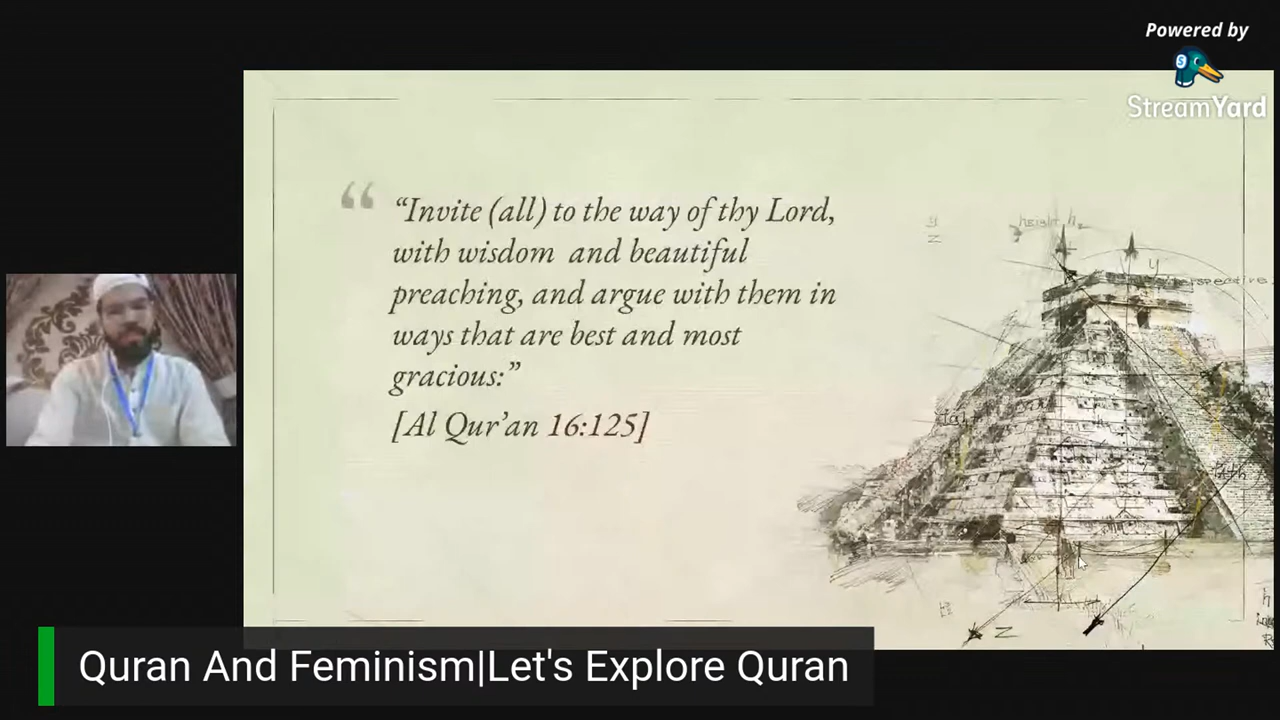 Powered by
StreamYard
“Invite (all) to the way of thy Lord,
with wisdom and beautiful
preaching, and argue with them in
ways that are best and most
gracious:”
[Al Qur’an 16:125]
height h
y
z
y
perspective
Z
h
Quran And Feminism|Let's Explore Quran